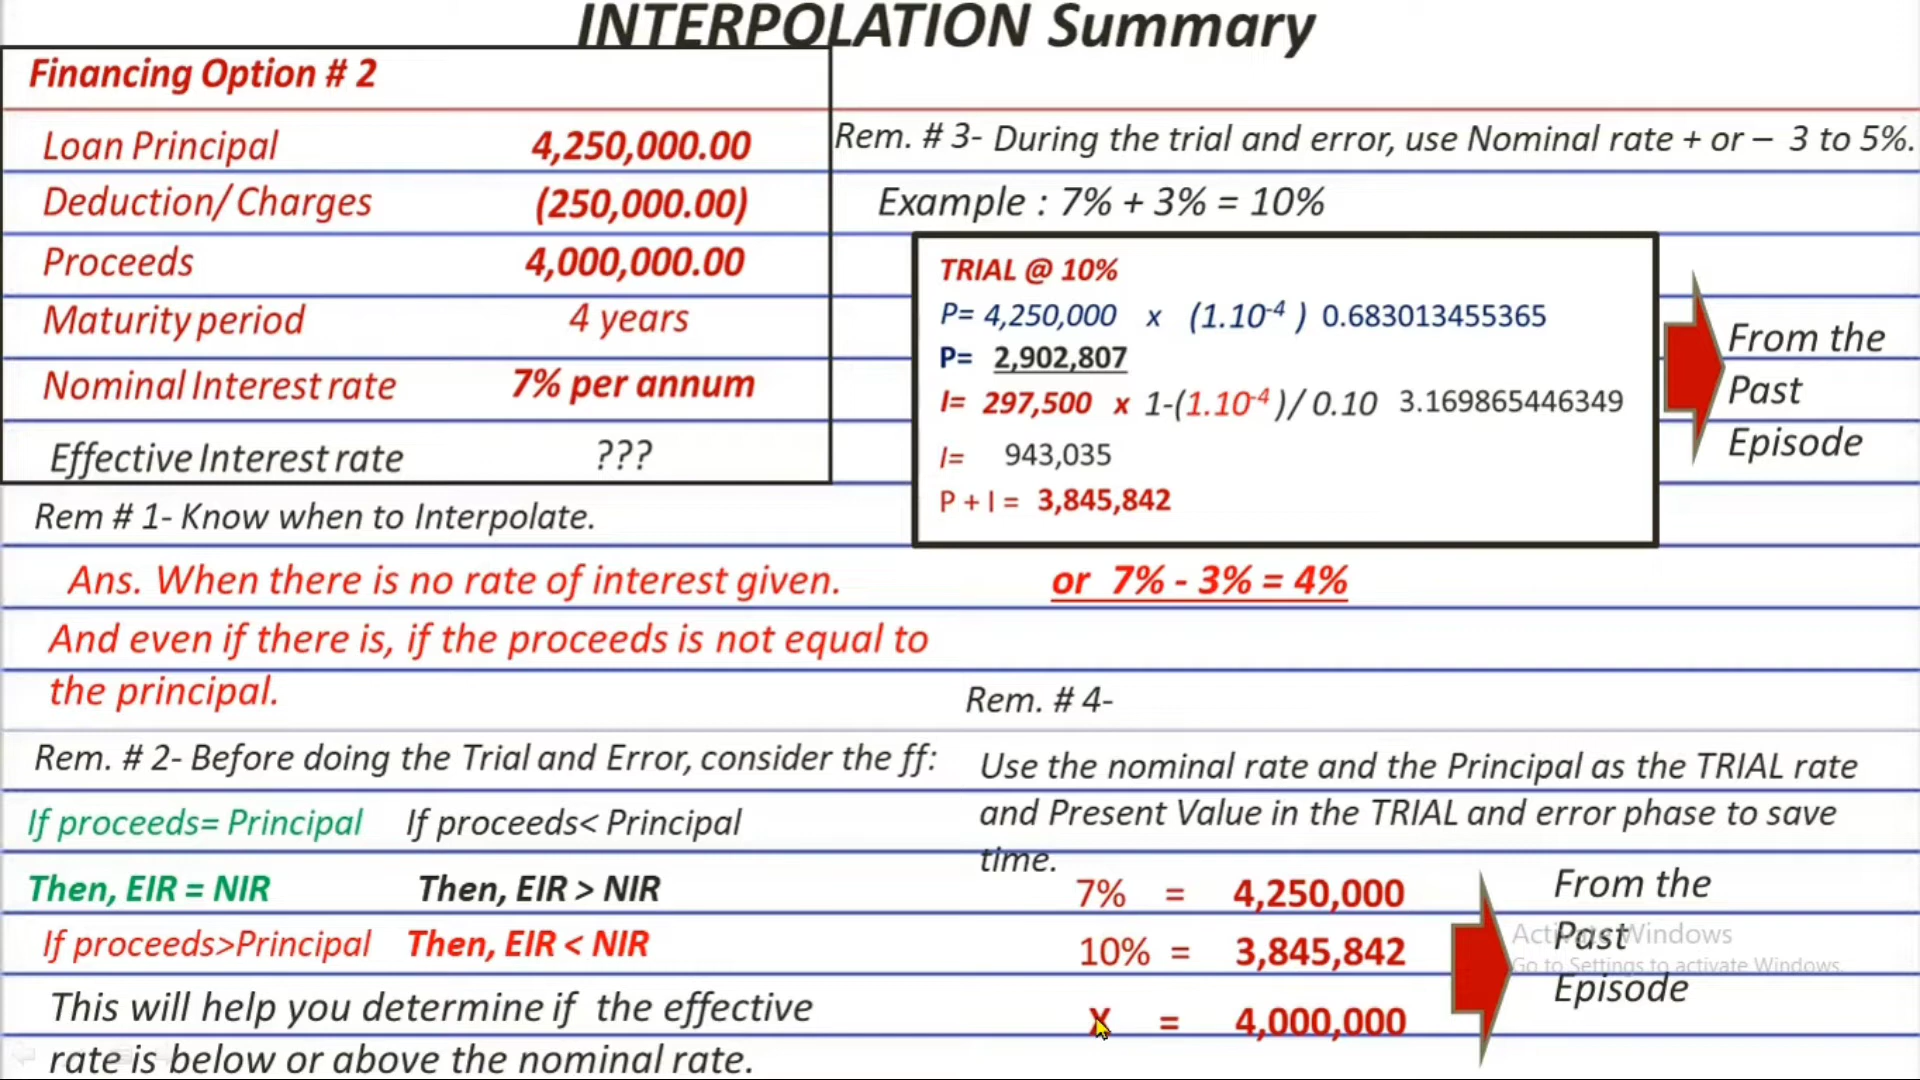 INTERPOLATION Summary
Financing Option # 2
Loan Principal 4,250,000.00
Deduction/ Charges (250,000.00)
Proceeds 4,000,000.00
Maturity period 4 years
Nominal Interest rate 7% per annum
Effective Interest rate ???
Rem # 1- Know when to Interpolate.
Ans. When there is no rate of interest given.
And even if there is, if the proceeds is not equal to
the principal.
Rem. # 2- Before doing the Trial and Error, consider the ff:
If proceeds= Principal If proceeds< Principal
Then, EIR = NIR Then, EIR > NIR
If proceeds>Principal Then, EIR < NIR
This will help you determine if the effective
rate is below or above the nominal rate.
Rem. # 3- During the trial and error, use Nominal rate + or – 3 to 5%.
Example : 7% + 3% = 10%
TRIAL @ 10%
P= 4,250,000 x (1.10⁻⁴ ) 0.683013455365
P= 2,902,807
I= 297,500 x 1-(1.10⁻⁴ )/ 0.10 3.169865446349
I= 943,035
P + I = 3,845,842
From the
Past
Episode
or 7% - 3% = 4%
Rem. # 4-
Use the nominal rate and the Principal as the TRIAL rate
and Present Value in the TRIAL and error phase to save
time.
7% = 4,250,000
10% = 3,845,842
X = 4,000,000
From the
Past
Episode
Activate Windows
Go to Settings to activate Windows.